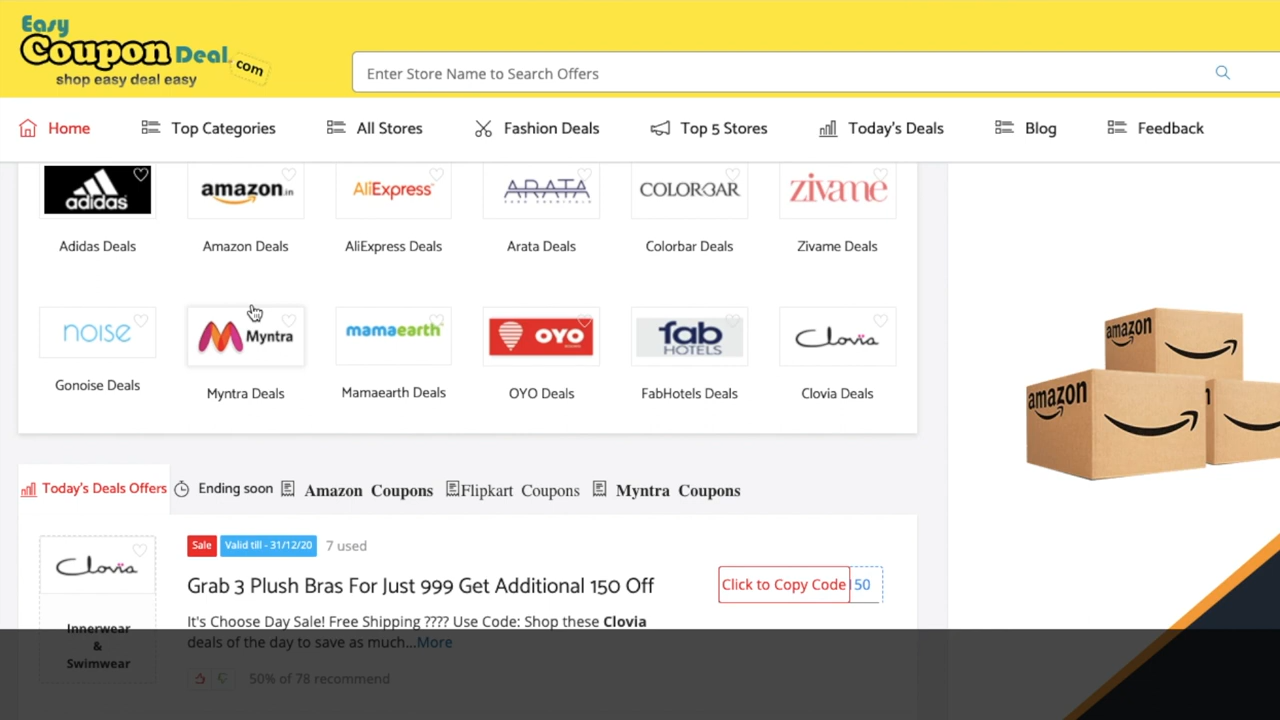 Easy
Coupon Deal.com
shop easy deal easy
Enter Store Name to Search Offers
Home Top Categories All Stores Fashion Deals Top 5 Stores Today's Deals Blog Feedback
adidas amazon.in AliExpress ARATA COLORBAR zivame
Adidas Deals Amazon Deals AliExpress Deals Arata Deals Colorbar Deals Zivame Deals
noise Myntra mamaearth OYO fab HOTELS Clovia
Gonoise Deals Myntra Deals Mamaearth Deals OYO Deals FabHotels Deals Clovia Deals
amazon
amazon
Today's Deals Offers Ending soon Amazon Coupons Flipkart Coupons Myntra Coupons
Sale Valid till - 31/12/20 7 used
Clovia
Grab 3 Plush Bras For Just 999 Get Additional 150 Off
Click to Copy Code 50
It's Choose Day Sale! Free Shipping ???? Use Code: Shop these Clovia
deals of the day to save as much...More
Innerwear
&
Swimwear
50% of 78 recommend